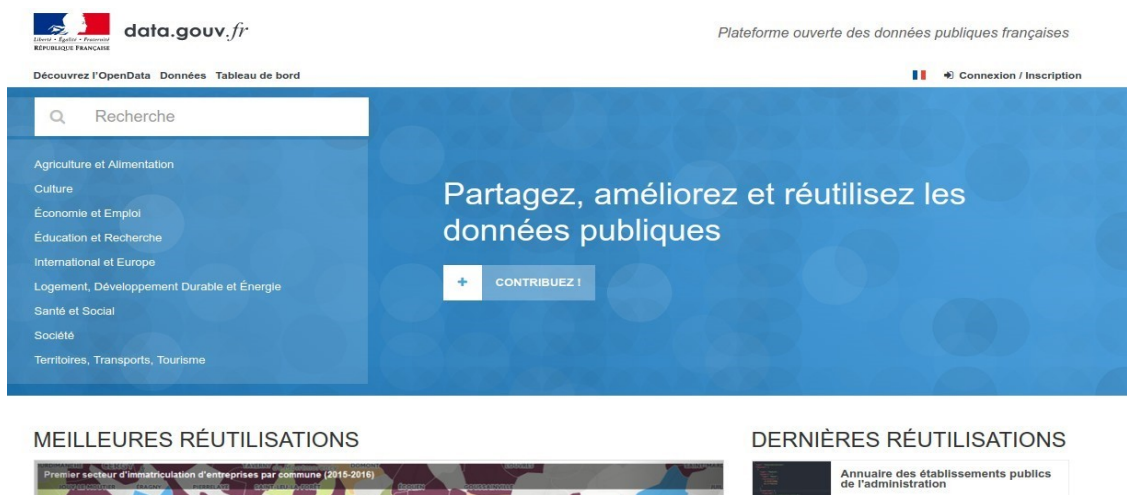 Liberté • Égalité • Fraternité
RÉPUBLIQUE FRANÇAISE
data.gouv.fr
Plateforme ouverte des données publiques françaises
Découvrez l'OpenData Données Tableau de bord
Connexion / Inscription
Recherche
Agriculture et Alimentation
Culture
Économie et Emploi
Éducation et Recherche
International et Europe
Logement, Développement Durable et Énergie
Santé et Social
Société
Territoires, Transports, Tourisme
Partagez, améliorez et réutilisez les
données publiques
+ CONTRIBUEZ !
MEILLEURES RÉUTILISATIONS
Premier secteur d'immatriculation d'entreprises par commune (2015-2016)
DERNIÈRES RÉUTILISATIONS
Annuaire des établissements publics
de l'administration